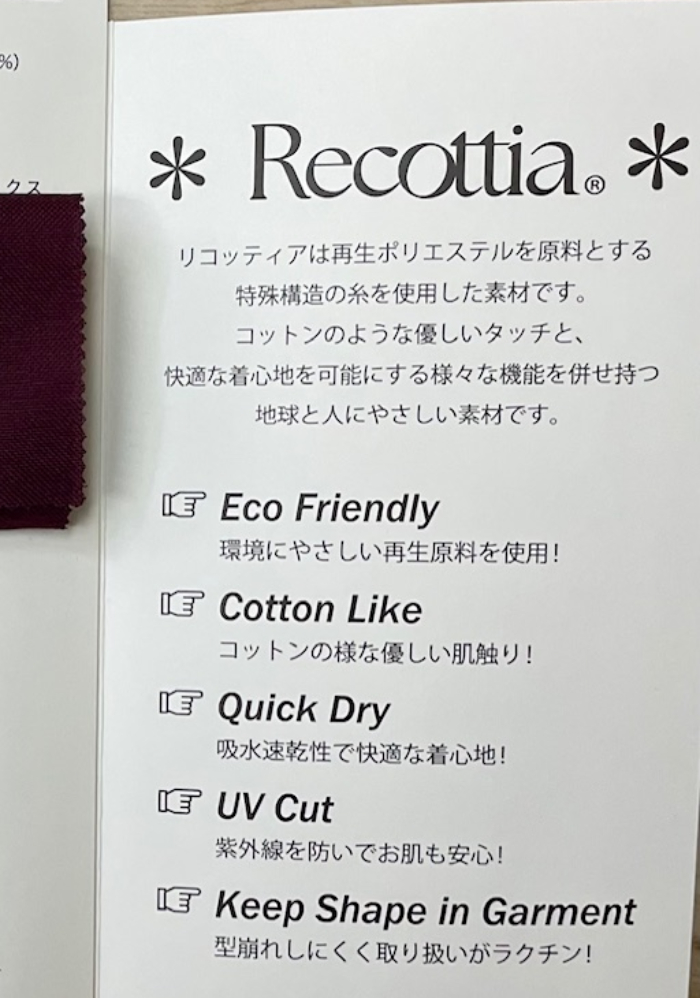 %)
クス
* Recottia® *
リコッティアは再生ポリエステルを原料とする
特殊構造の糸を使用した素材です。
コットンのような優しいタッチと、
快適な着心地を可能にする様々な機能を併せ持つ
地球と人にやさしい素材です。
Eco Friendly
環境にやさしい再生原料を使用!
Cotton Like
コットンの様な優しい肌触り!
Quick Dry
吸水速乾性で快適な着心地!
UV Cut
紫外線を防いでお肌も安心!
Keep Shape in Garment
型崩れしにくく取り扱いがラクチン!